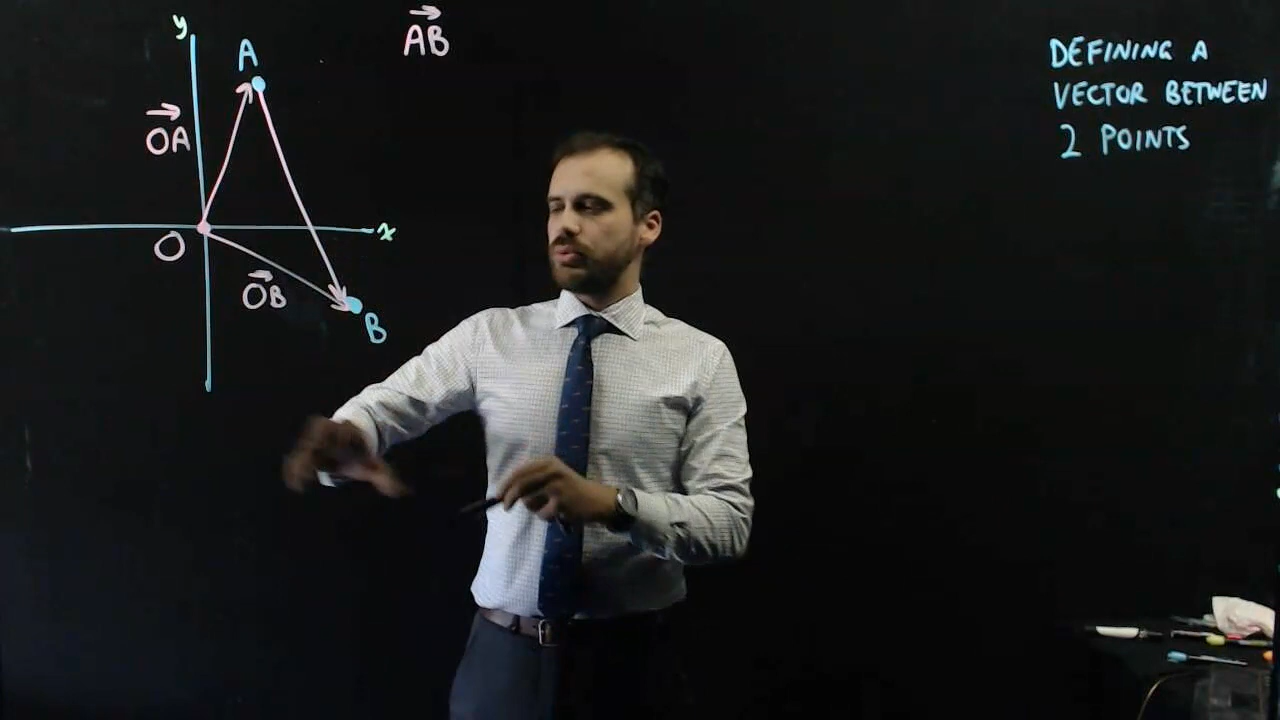 y
A
AB
OA
O
x
OB
B
DEFINING A
VECTOR BETWEEN
2 POINTS